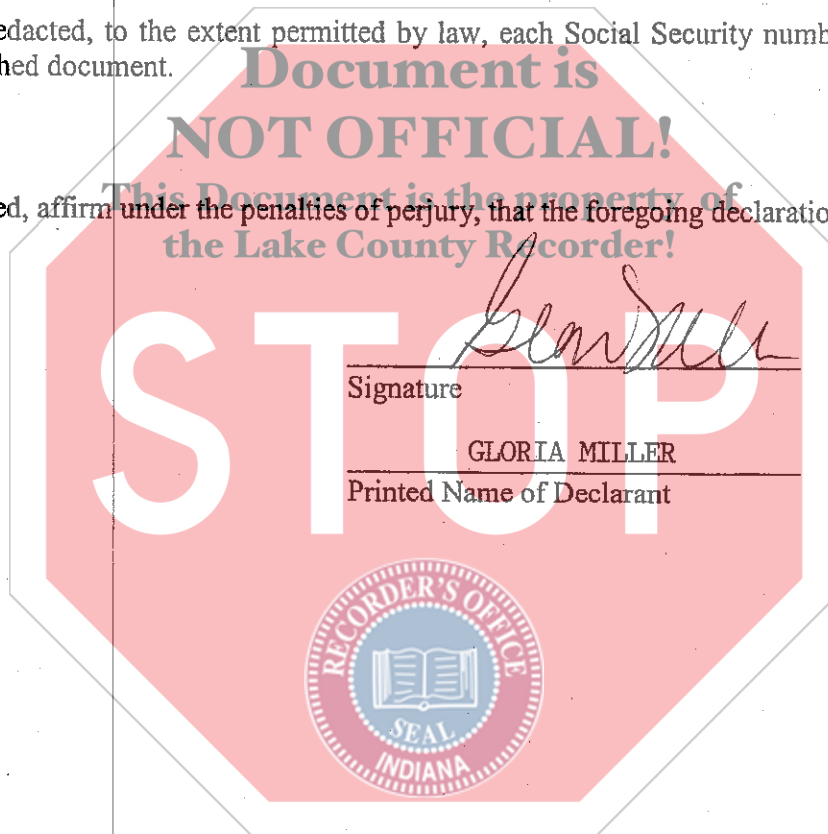 edacted, to the extent permitted by law, each Social Security numb
hed document.
Document is
NOT OFFICIAL!
This Document is the property of
ed, affirm under the penalties of perjury, that the foregoing declaratio
the Lake County Recorder!
Signature
GLORIA MILLER
Printed Name of Declarant
STOP
RECORDER'S OFFICE
SEAL
INDIANA